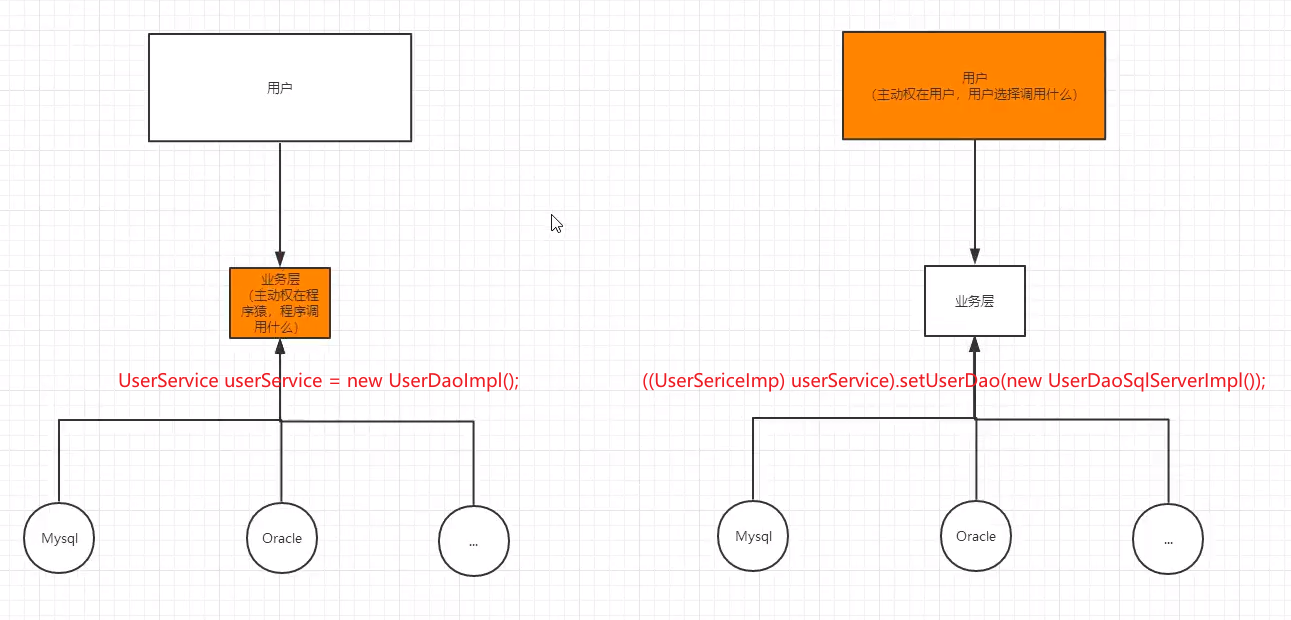 用户
用户
（主动权在用户，用户选择调用什么）
业务层
（主动权在程
序猿，程序调
用什么）
业务层
UserService userService = new UserDaoImpl();
((UserSericeImp) userService).setUserDao(new UserDaoSqlServerImpl());
Mysql
Oracle
...
Mysql
Oracle
...